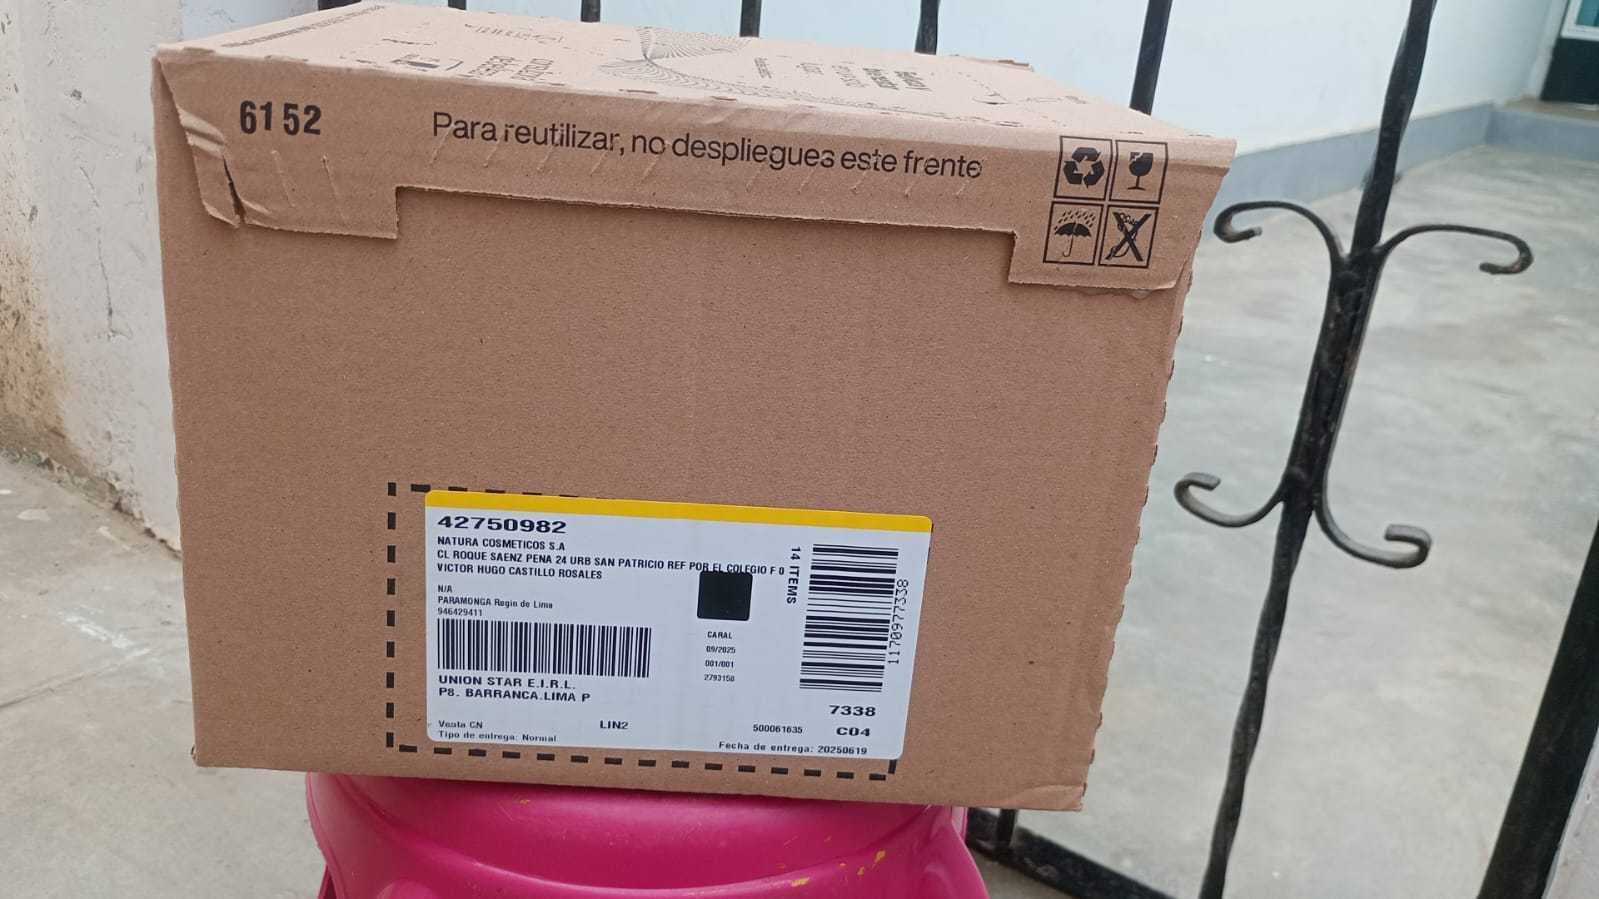 6152
Para reutilizar, no despliegues este frente
42750982
NATURA COSMETICOS S.A
CL ROQUE SAENZ PENA 24 URB SAN PATRICIO REF POR EL COLEGIO F 0
VICTOR HUGO CASTILLO ROSALES
N/A
PARAMONGA Regin de Lima
946429411
14 ITEMS
1170977338
CARAL
09/2025
001/001
2793150
UNION STAR E.I.R.L.
P8. BARRANCA.LIMA P
7338
Venta CN
LIN2
500061635
C04
Tipo de entrega: Normal
Fecha de entrega: 20250619